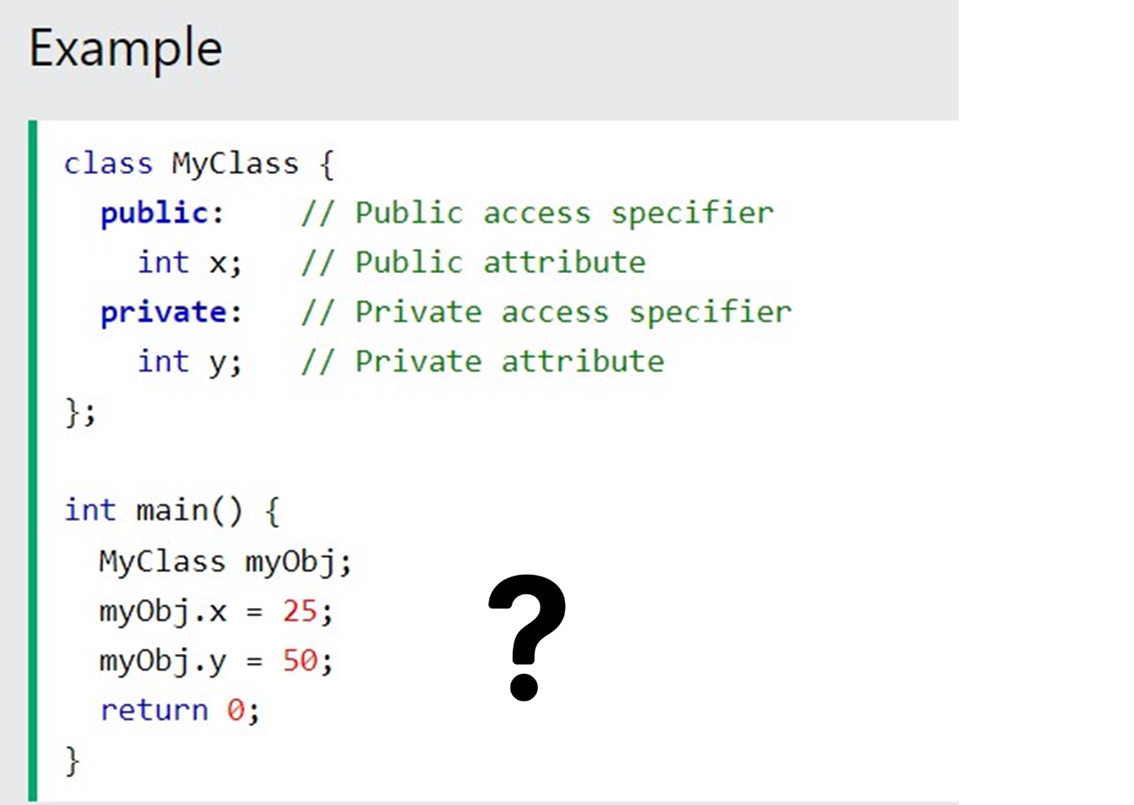 Example
class MyClass {
public: // Public access specifier
int x; // Public attribute
private: // Private access specifier
int y; // Private attribute
};
int main() {
MyClass myObj;
myObj.x = 25;
myObj.y = 50;
?
return 0;
}